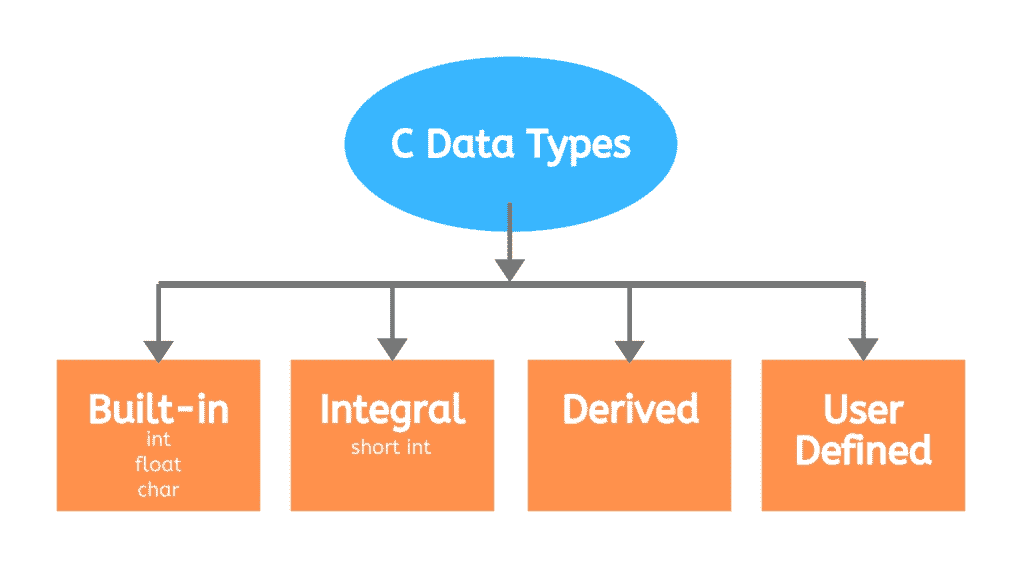 C Data Types
Built-in
int
float
char
Integral
short int
Derived
User
Defined